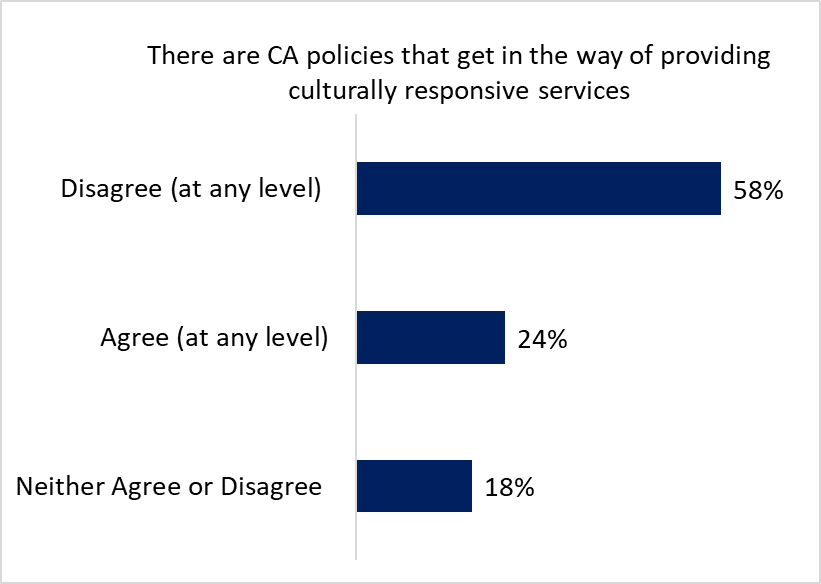 There are CA policies that get in the way of providing
culturally responsive services
Disagree (at any level)
58%
Agree (at any level)
24%
Neither Agree or Disagree
18%